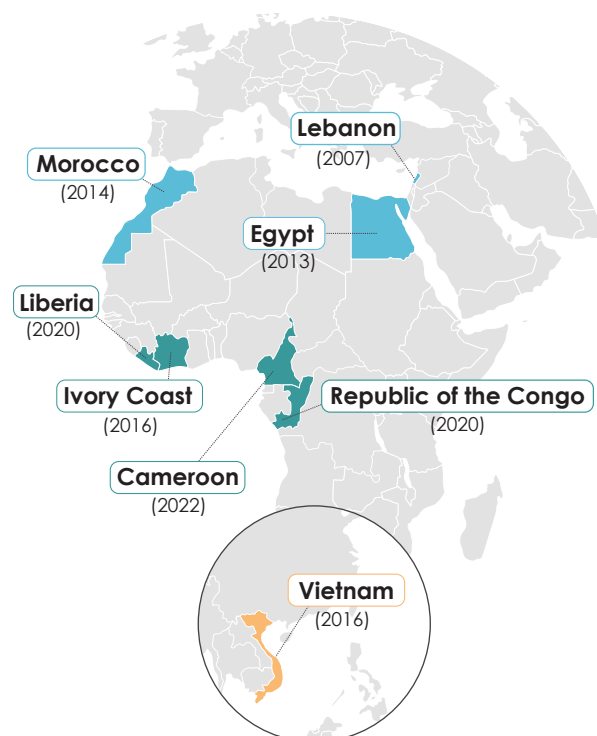 Lebanon
(2007)
Morocco
(2014)
Egypt
(2013)
Liberia
(2020)
Ivory Coast
(2016)
Republic of the Congo
(2020)
Cameroon
(2022)
Vietnam
(2016)